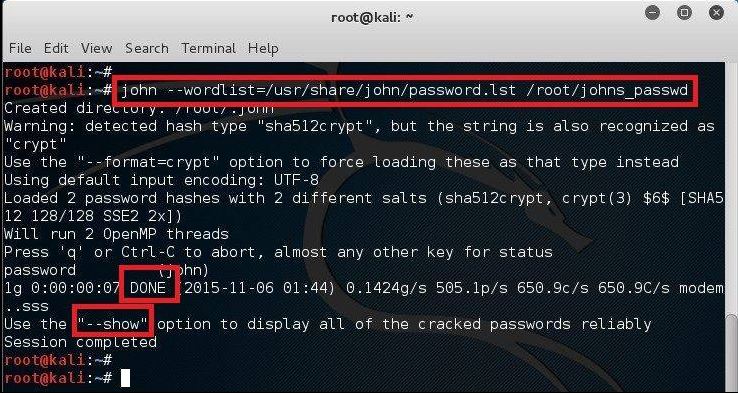 root@kali: ~
File Edit View Search Terminal Help
root@kali:~#
root@kali:~# john --wordlist=/usr/share/john/password.lst /root/johns_passwd
Created directory: /root/.john
Warning: detected hash type "sha512crypt", but the string is also recognized as
"crypt"
Use the "--format=crypt" option to force loading these as that type instead
Using default input encoding: UTF-8
Loaded 2 password hashes with 2 different salts (sha512crypt, crypt(3) $6$ [SHA5
12 128/128 SSE2 2x])
Will run 2 OpenMP threads
Press 'q' or Ctrl-C to abort, almost any other key for status
password (john)
1g 0:00:00:07 DONE (2015-11-06 01:44) 0.1424g/s 505.1p/s 650.9c/s 650.9C/s modem
..sss
Use the "--show" option to display all of the cracked passwords reliably
Session completed
root@kali:~#
root@kali:~#